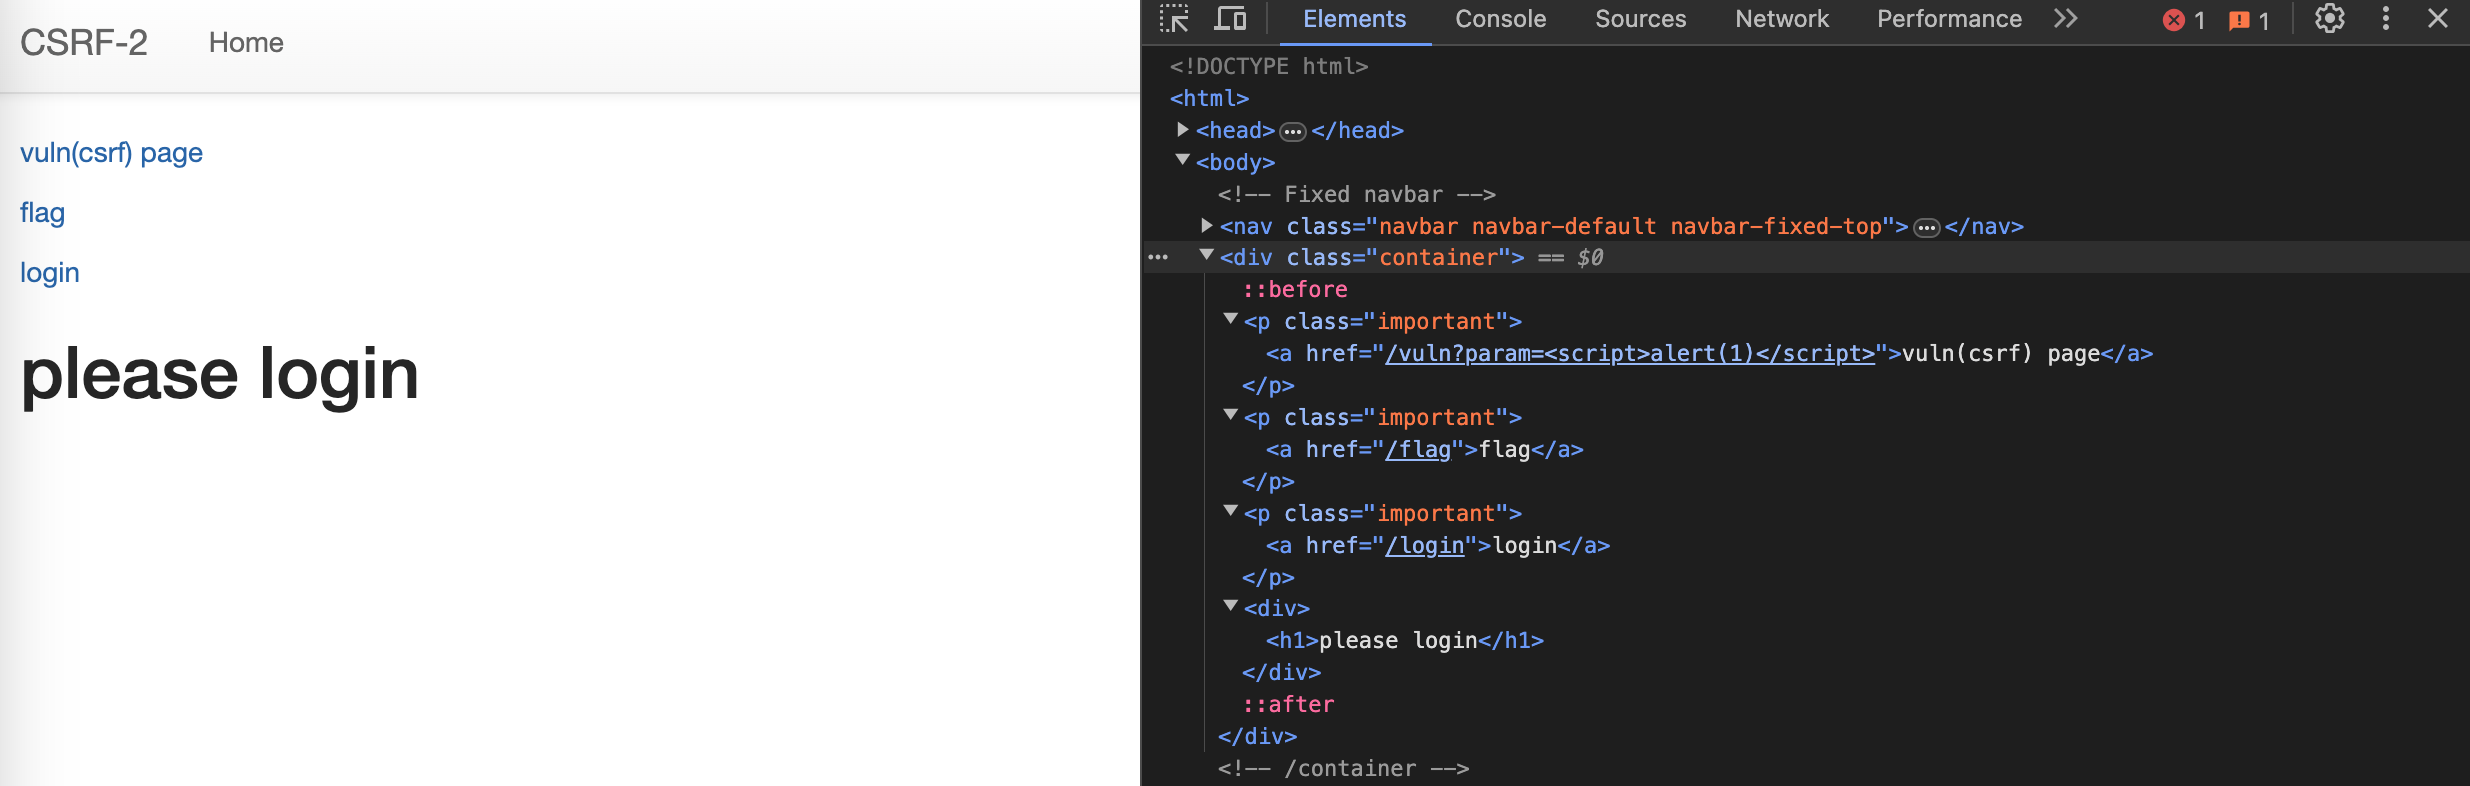 CSRF-2 Home
vuln(csrf) page
flag
login
please login
Elements Console Sources Network Performance 1 1
<!DOCTYPE html>
<html>
<head> </head>
<body>
<!-- Fixed navbar -->
<nav class="navbar navbar-default navbar-fixed-top"> </nav>
<div class="container"> == $0
::before
<p class="important">
<a href="/vuln?param=<script>alert(1)</script>">vuln(csrf) page</a>
</p>
<p class="important">
<a href="/flag">flag</a>
</p>
<p class="important">
<a href="/login">login</a>
</p>
<div>
<h1>please login</h1>
</div>
::after
</div>
<!-- /container -->